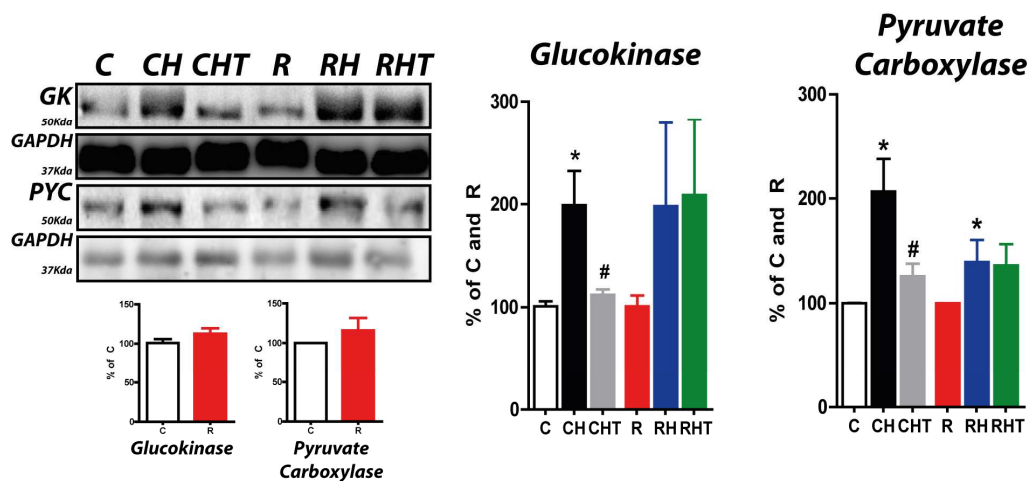 C CH CHT R RH RHT
GK
50Kda
GAPDH
37Kda
PYC
50Kda
GAPDH
37Kda
150
100
50
0
% of C
C R
Glucokinase
150
100
50
0
% of C
C R
Pyruvate
Carboxylase
Glucokinase
300
200
100
0
% of C and R
*
#
C CH CHT R RH RHT
Pyruvate
Carboxylase
300
200
100
0
% of C and R
*
#
*
C CH CHT R RH RHT